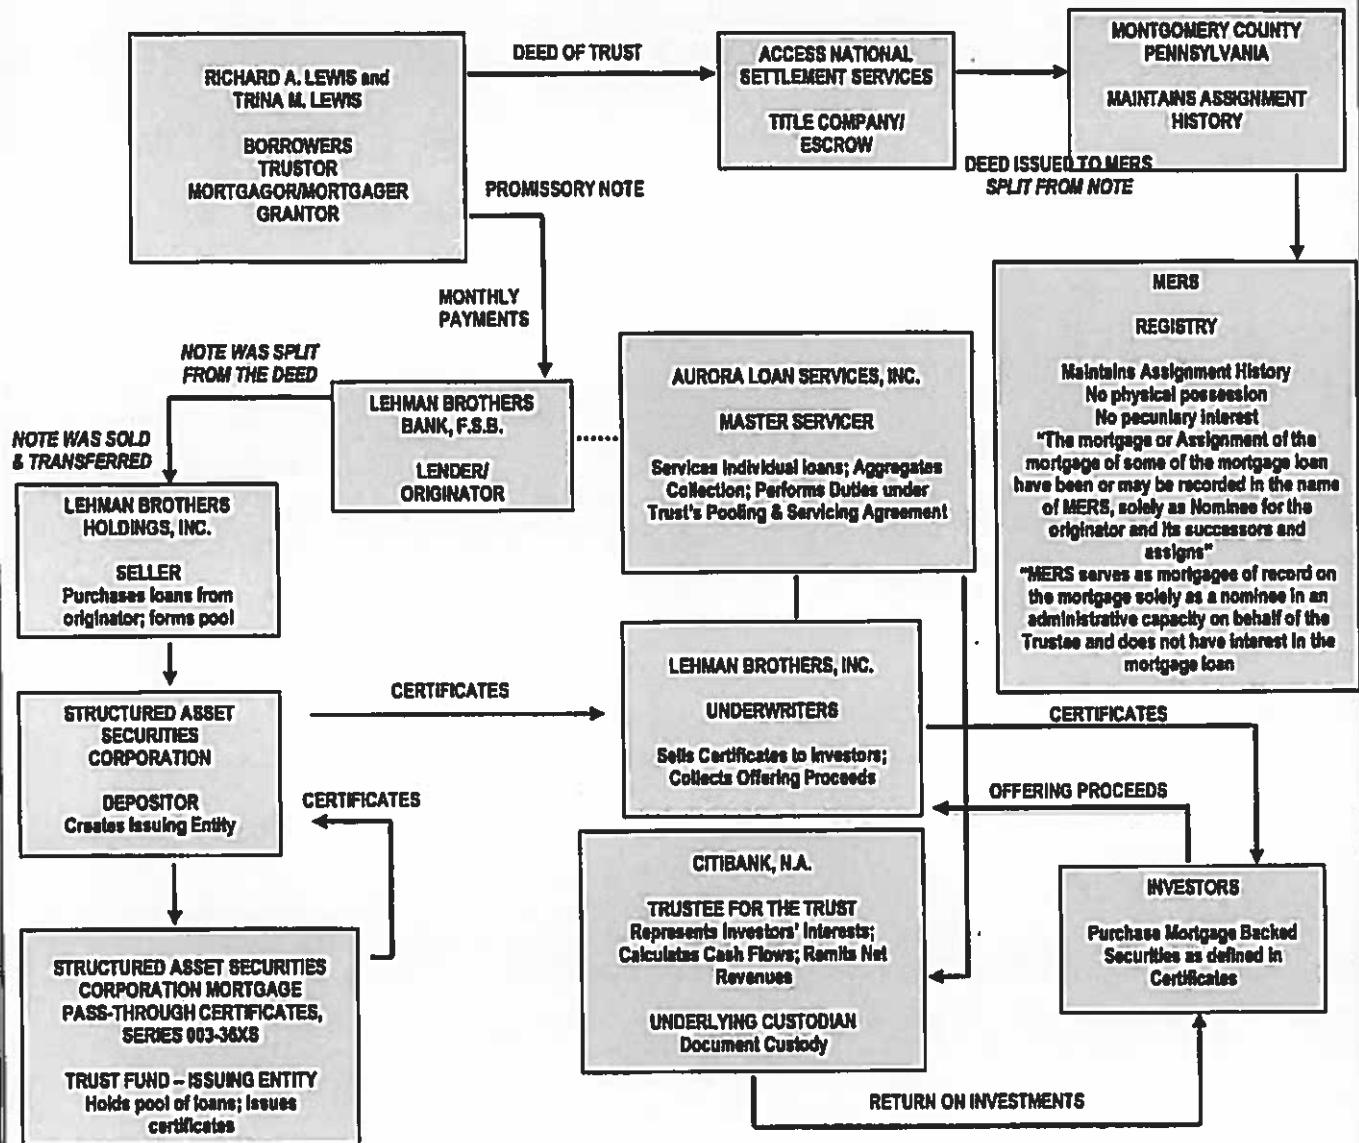 RICHARD A. LEWIS and
TRINA M. LEWIS
BORROWERS
TRUSTOR
MORTGAGOR/MORTGAGER
GRANTOR
DEED OF TRUST
ACCESS NATIONAL
SETTLEMENT SERVICES
TITLE COMPANY/
ESCROW
MONTGOMERY COUNTY
PENNSYLVANIA
MAINTAINS ASSIGNMENT
HISTORY
DEED ISSUED TO MERS
SPLIT FROM NOTE
PROMISSORY NOTE
MONTHLY
PAYMENTS
NOTE WAS SPLIT
FROM THE DEED
NOTE WAS SOLD
& TRANSFERRED
LEHMAN BROTHERS
BANK, F.S.B.
LENDER/
ORIGINATOR
AURORA LOAN SERVICES, INC.
MASTER SERVICER
Services individual loans; Aggregates
Collection; Performs Duties under
Trust's Pooling & Servicing Agreement
MERS
REGISTRY
Maintains Assignment History
No physical possession
No pecuniary interest
"The mortgage or Assignment of the
mortgage of some of the mortgage loan
have been or may be recorded in the name
of MERS, solely as Nominee for the
originator and its successors and
assigns"
"MERS serves as mortgagee of record on
the mortgage solely as a nominee in an
administrative capacity on behalf of the
Trustee and does not have interest in the
mortgage loan
LEHMAN BROTHERS
HOLDINGS, INC.
SELLER
Purchases loans from
originator; forms pool
STRUCTURED ASSET
SECURITIES
CORPORATION
DEPOSITOR
Creates Issuing Entity
CERTIFICATES
LEHMAN BROTHERS, INC.
UNDERWRITERS
Sells Certificates to Investors;
Collects Offering Proceeds
CERTIFICATES
OFFERING PROCEEDS
CERTIFICATES
STRUCTURED ASSET SECURITIES
CORPORATION MORTGAGE
PASS-THROUGH CERTIFICATES,
SERIES 003-36XS
TRUST FUND – ISSUING ENTITY
Holds pool of loans; Issues
certificates
CITIBANK, N.A.
TRUSTEE FOR THE TRUST
Represents Investors' Interests;
Calculates Cash Flows; Remits Net
Revenues
UNDERLYING CUSTODIAN
Document Custody
INVESTORS
Purchase Mortgage Backed
Securities as defined in
Certificates
RETURN ON INVESTMENTS